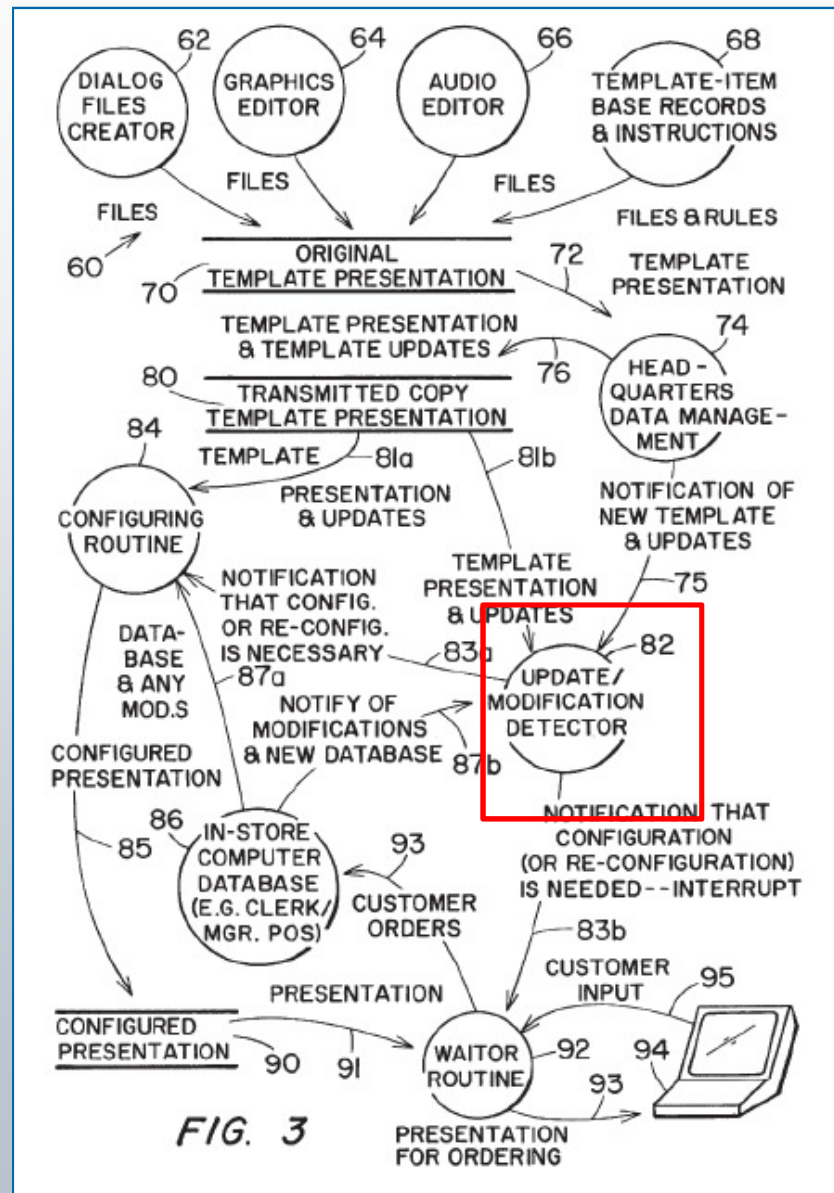 62
DIALOG
FILES
CREATOR
64
GRAPHICS
EDITOR
66
AUDIO
EDITOR
68
TEMPLATE-ITEM
BASE RECORDS
& INSTRUCTIONS
FILES
FILES
FILES
FILES & RULES
60
ORIGINAL
TEMPLATE PRESENTATION
70
72
TEMPLATE
PRESENTATION
TEMPLATE PRESENTATION
& TEMPLATE UPDATES
76
74
HEAD-
QUARTERS
DATA MANAGE-
MENT
80
TRANSMITTED COPY
TEMPLATE PRESENTATION
84
TEMPLATE
81a
PRESENTATION
& UPDATES
81b
CONFIGURING
ROUTINE
NOTIFICATION OF
NEW TEMPLATE
& UPDATES
75
TEMPLATE
PRESENTATION
& UPDATES
NOTIFICATION
THAT CONFIG.
OR RE-CONFIG.
IS NECESSARY
83a
82
UPDATE/
MODIFICATION
DETECTOR
DATA-
BASE
& ANY
MOD.S
87a
NOTIFY OF
MODIFICATIONS
& NEW DATABASE
87b
CONFIGURED
PRESENTATION
85
86
IN-STORE
COMPUTER
DATABASE
(E.G. CLERK/
MGR. POS)
93
CUSTOMER
ORDERS
NOTIFICATION THAT
CONFIGURATION
(OR RE-CONFIGURATION)
IS NEEDED--INTERRUPT
83b
CUSTOMER
INPUT
95
PRESENTATION
CONFIGURED
PRESENTATION
90
91
WAITOR
ROUTINE
92
94
93
PRESENTATION
FOR ORDERING
FIG. 3